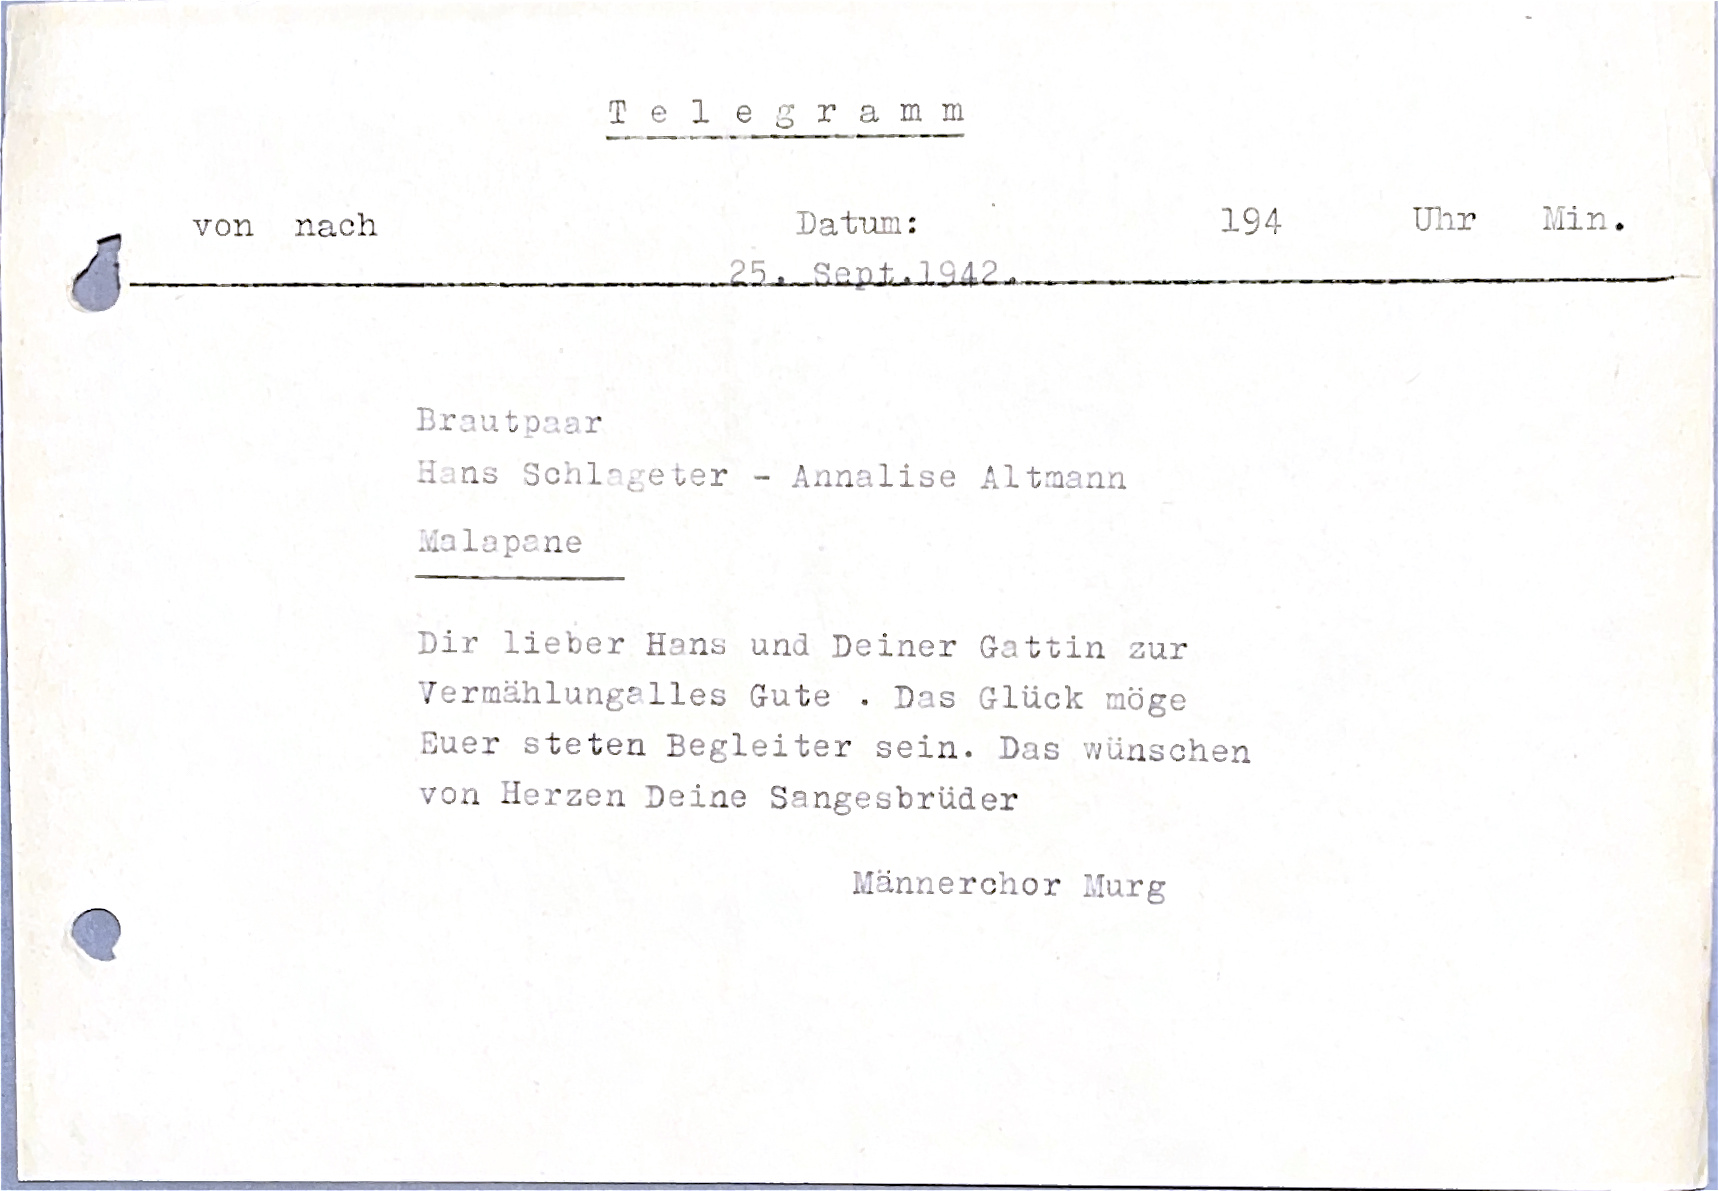 Telegramm
von nach Datum: 194 Uhr Min.
25. Sept.1942.
Brautpaar
Hans Schlageter - Annalise Altmann
Malapane
Dir lieber Hans und Deiner Gattin zur
Vermählungalles Gute . Das Glück möge
Euer steten Begleiter sein. Das wünschen
von Herzen Deine Sangesbrüder
Männerchor Murg